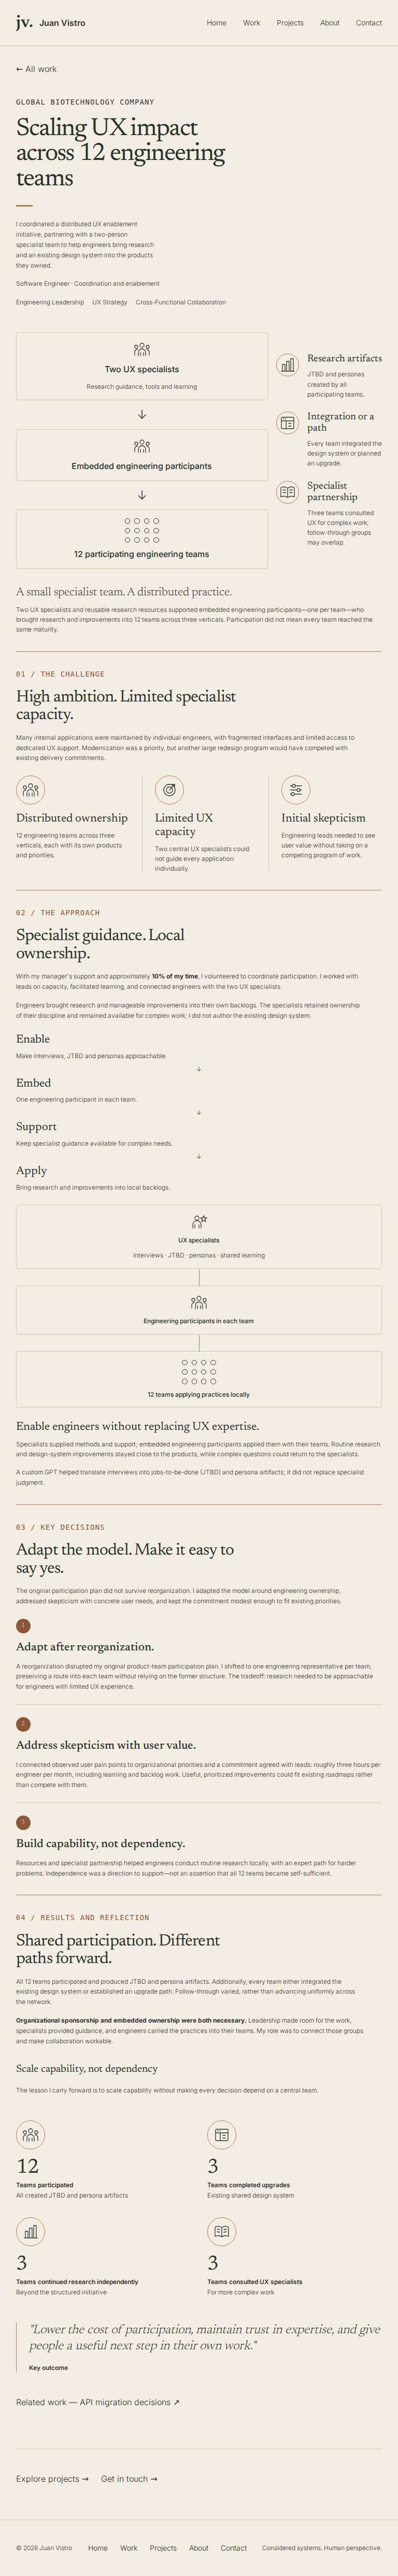 jv. Juan Vistro
Home Work Projects About Contact
← All work
GLOBAL BIOTECHNOLOGY COMPANY
Scaling UX impact
across 12 engineering
teams
I coordinated a distributed UX enablement
initiative, partnering with a two-person
specialist team to help engineers bring research
and an existing design system into the products
they owned.
Software Engineer · Coordination and enablement
Engineering Leadership UX Strategy Cross-Functional Collaboration
Two UX specialists
Research guidance, tools and learning
↓
Embedded engineering participants
↓
12 participating engineering teams
Research artifacts
JTBD and personas
created by all
participating teams.
Integration or a
path
Every team integrated the
design system or planned
an upgrade.
Specialist
partnership
Three teams consulted
UX for complex work;
follow-through groups
may overlap.
A small specialist team. A distributed practice.
Two UX specialists and reusable research resources supported embedded engineering participants—one per team—who
brought research and improvements into 12 teams across three verticals. Participation did not mean every team reached the
same maturity.
01 / THE CHALLENGE
High ambition. Limited specialist
capacity.
Many internal applications were maintained by individual engineers, with fragmented interfaces and limited access to
dedicated UX support. Modernization was a priority, but another large redesign program would have competed with
existing delivery commitments.
Distributed ownership
12 engineering teams across three
verticals, each with its own products
and priorities.
Limited UX
capacity
Two central UX specialists could
not guide every application
individually.
Initial skepticism
Engineering leads needed to see
user value without taking on a
competing program of work.
02 / THE APPROACH
Specialist guidance. Local
ownership.
With my manager's support and approximately 10% of my time, I volunteered to coordinate participation. I worked with
leads on capacity, facilitated learning, and connected engineers with the two UX specialists.
Engineers brought research and manageable improvements into their own backlogs. The specialists retained ownership
of their discipline and remained available for complex work; I did not author the existing design system.
Enable
Make interviews, JTBD and personas approachable.
↓
Embed
One engineering participant in each team.
↓
Support
Keep specialist guidance available for complex needs.
↓
Apply
Bring research and improvements into local backlogs.
UX specialists
Interviews · JTBD · personas · shared learning
Engineering participants in each team
12 teams applying practices locally
Enable engineers without replacing UX expertise.
Specialists supplied methods and support; embedded engineering participants applied them with their teams. Routine research
and design-system improvements stayed close to the products, while complex questions could return to the specialists.
A custom GPT helped translate interviews into jobs-to-be-done (JTBD) and persona artifacts; it did not replace specialist
judgment.
03 / KEY DECISIONS
Adapt the model. Make it easy to
say yes.
The original participation plan did not survive reorganization. I adapted the model around engineering ownership,
addressed skepticism with concrete user needs, and kept the commitment modest enough to fit existing priorities.
1
Adapt after reorganization.
A reorganization disrupted my original product-team participation plan. I shifted to one engineering representative per team,
preserving a route into each team without relying on the former structure. The tradeoff: research needed to be approachable
for engineers with limited UX experience.
2
Address skepticism with user value.
I connected observed user pain points to organizational priorities and a commitment agreed with leads: roughly three hours per
engineer per month, including learning and backlog work. Useful, prioritized improvements could fit existing roadmaps rather
than compete with them.
3
Build capability, not dependency.
Resources and specialist partnership helped engineers conduct routine research locally, with an expert path for harder
problems. Independence was a direction to support—not an assertion that all 12 teams became self-sufficient.
04 / RESULTS AND REFLECTION
Shared participation. Different
paths forward.
All 12 teams participated and produced JTBD and persona artifacts. Additionally, every team either integrated the
existing design system or established an upgrade path. Follow-through varied, rather than advancing uniformly across
the network.
Organizational sponsorship and embedded ownership were both necessary. Leadership made room for the work,
specialists provided guidance, and engineers carried the practices into their teams. My role was to connect those groups
and make collaboration workable.
Scale capability, not dependency
The lesson I carry forward is to scale capability without making every decision depend on a central team.
12
Teams participated
All created JTBD and persona artifacts
3
Teams completed upgrades
Existing shared design system
3
Teams continued research independently
Beyond the structured initiative
3
Teams consulted UX specialists
For more complex work
"Lower the cost of participation, maintain trust in expertise, and give
people a useful next step in their own work."
Key outcome
Related work — API migration decisions ↗
Explore projects → Get in touch →
© 2026 Juan Vistro Home Work Projects About Contact Considered systems. Human perspective.